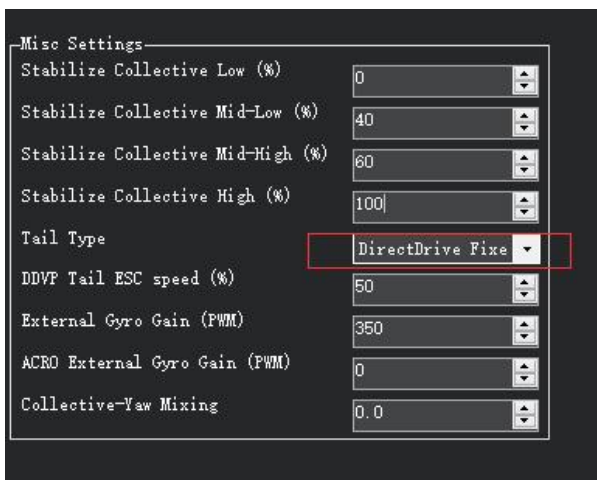 Misc Settings
Stabilize Collective Low (%) 0
Stabilize Collective Mid-Low (%) 40
Stabilize Collective Mid-High (%) 60
Stabilize Collective High (%) 100
Tail Type DirectDrive Fixe
DDVP Tail ESC speed (%) 50
External Gyro Gain (PWM) 350
ACRO External Gyro Gain (PWM) 0
Collective-Yaw Mixing 0.0